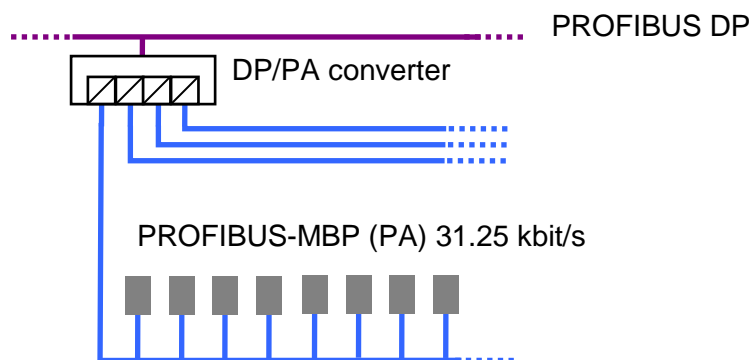 PROFIBUS DP
DP/PA converter
PROFIBUS-MBP (PA) 31.25 kbit/s